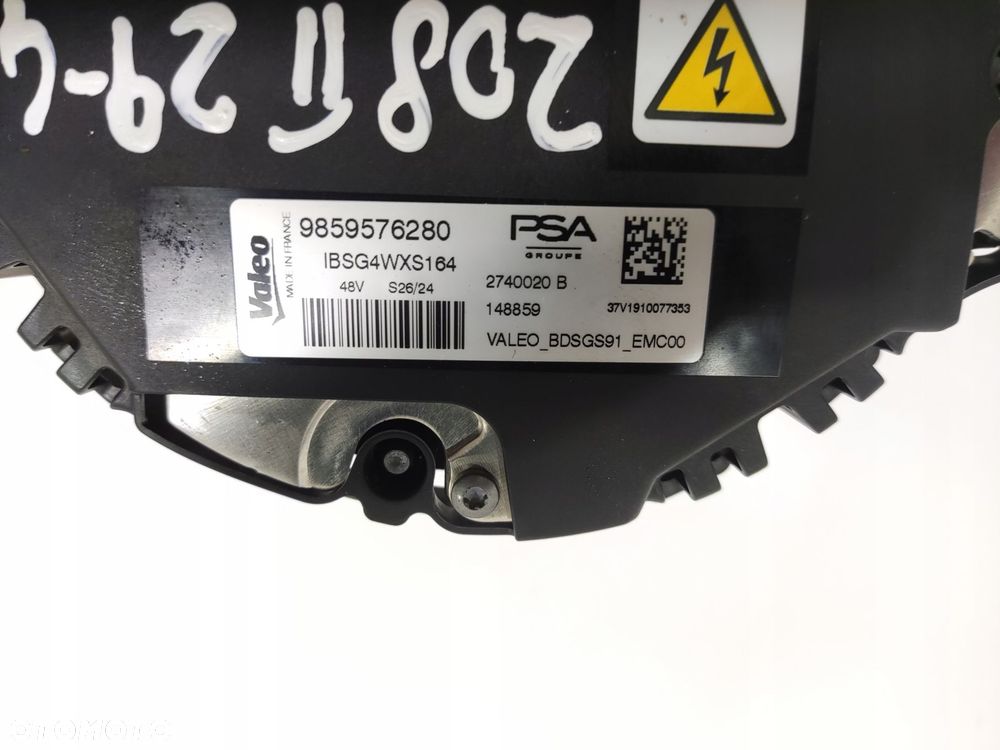 208 II 29-4
Valeo
MADE IN FRANCE
9859576280
IBSG4WXS164
48V S26/24
PSA
GROUPE
2740020 B
148859
37V1910077353
VALEO_BDSGS91_EMC00
OTOMOTO